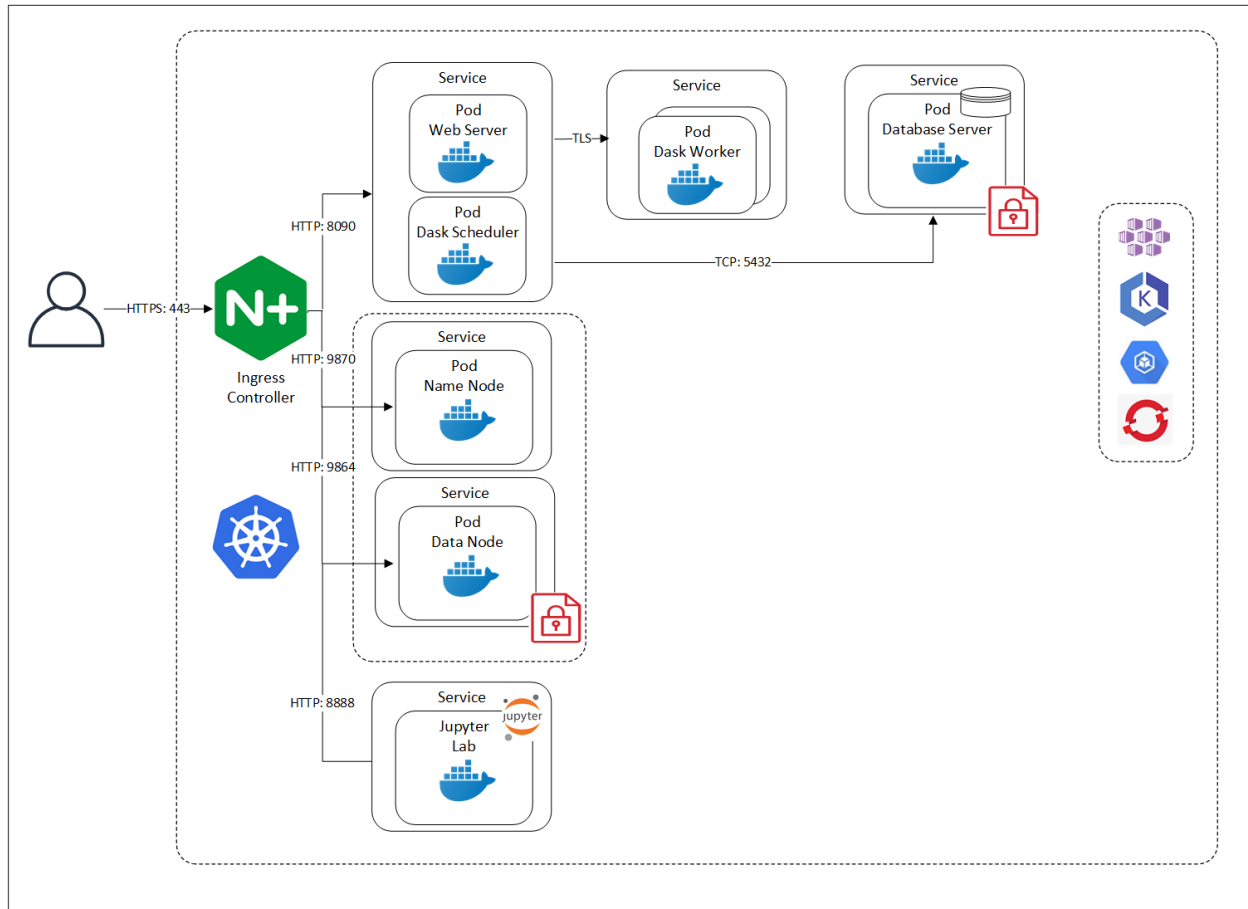 Service
Pod
Web Server
Pod
Dask Scheduler
TLS
Service
Pod
Dask Worker
Service
Pod
Database Server
HTTP: 8090
TCP: 5432
HTTPS: 443
N+
Ingress
Controller
HTTP: 9870
Service
Pod
Name Node
HTTP: 9864
Service
Pod
Data Node
HTTP: 8888
Service
Jupyter
Lab
jupyter
K